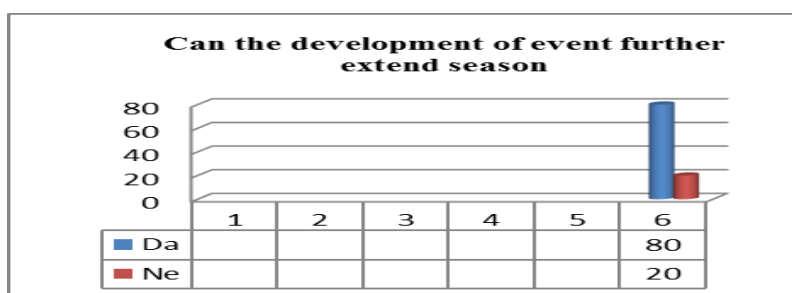 Can the development of event further
extend season
80
60
40
20
0
1 2 3 4 5 6
Da 80
Ne 20